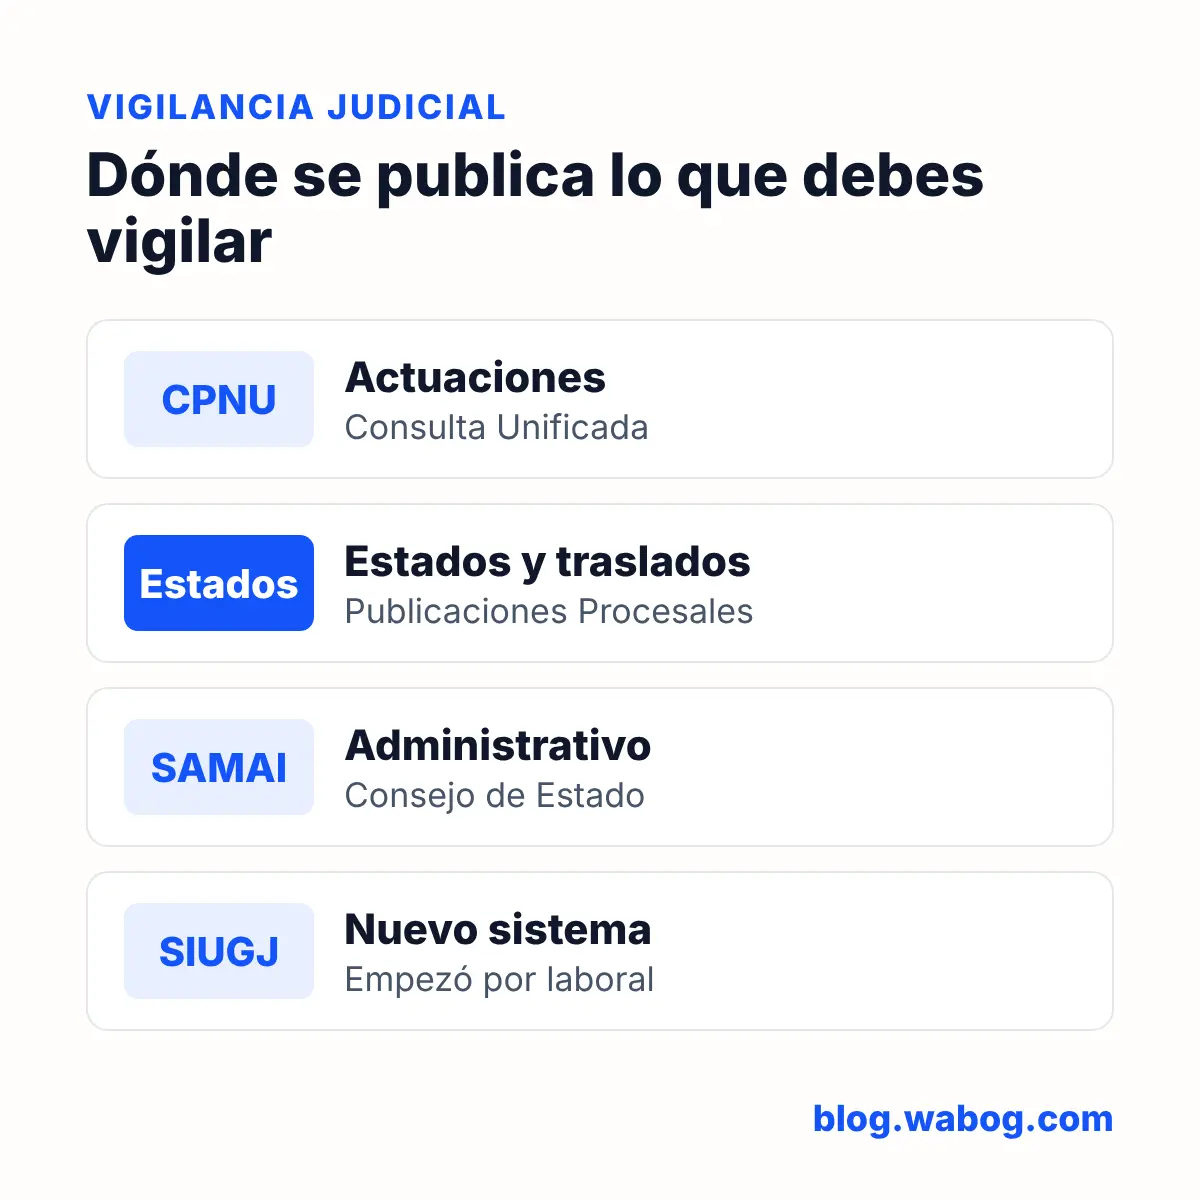 VIGILANCIA JUDICIAL
Dónde se publica lo que debes
vigilar
CPNU
Actuaciones
Consulta Unificada
Estados
Estados y traslados
Publicaciones Procesales
SAMAI
Administrativo
Consejo de Estado
SIUGJ
Nuevo sistema
Empezó por laboral
blog.wabog.com